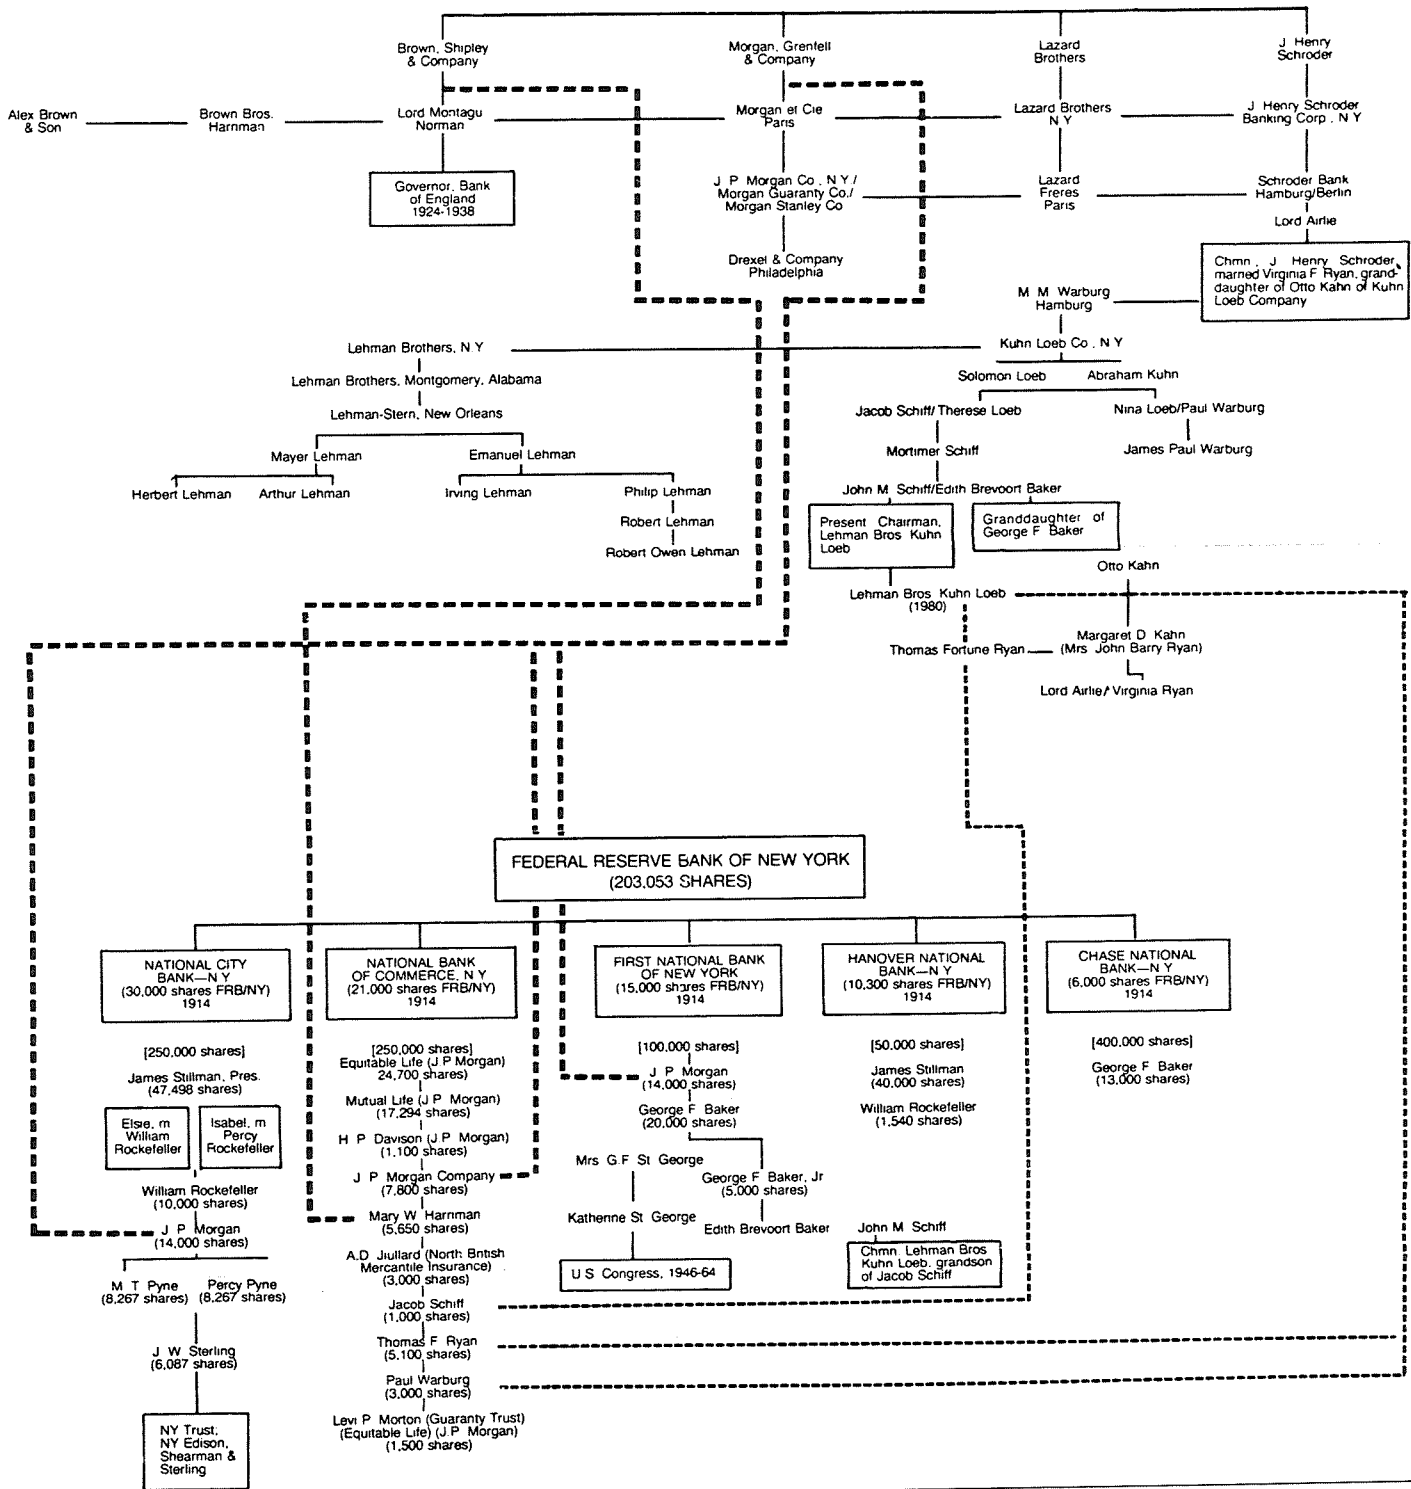 Brown, Shipley
& Company
Morgan, Grenfell
& Company
Lazard
Brothers
J Henry
Schroder
Alex Brown
& Son
Brown Bros.
Harriman
Lord Montagu
Norman
Morgan et Cie
Paris
Lazard Brothers
N Y
J Henry Schroder
Banking Corp. N Y
Governor, Bank
of England
1924-1938
J P Morgan Co, N Y./
Morgan Guaranty Co./
Morgan Stanley Co
Lazard
Freres
Paris
Schroder Bank
Hamburg/Berlin
Lord Airlie
Drexel & Company
Philadelphia
Chmn, J Henry Schroder,
married Virginia F Ryan, grand-
daughter of Otto Kahn of Kuhn
Loeb Company
M M Warburg
Hamburg
Lehman Brothers, N.Y
Kuhn Loeb Co, N Y
Lehman Brothers, Montgomery, Alabama
Solomon Loeb
Abraham Kuhn
Lehman-Stern, New Orleans
Jacob Schiff/Therese Loeb
Nina Loeb/Paul Warburg
Mayer Lehman
Emanuel Lehman
Mortimer Schiff
James Paul Warburg
Herbert Lehman
Arthur Lehman
Irving Lehman
Philip Lehman
John M Schiff/Edith Brevoort Baker
Robert Lehman
Robert Owen Lehman
Present Chairman,
Lehman Bros Kuhn
Loeb
Granddaughter of
George F Baker
Otto Kahn
Lehman Bros Kuhn Loeb
(1980)
Thomas Fortune Ryan
Margaret D Kahn
(Mrs John Barry Ryan)
Lord Airlie/Virginia Ryan
FEDERAL RESERVE BANK OF NEW YORK
(203,053 SHARES)
NATIONAL CITY
BANK—N Y
(30,000 shares FRB/NY)
1914
NATIONAL BANK
OF COMMERCE, N Y
(21,000 shares FRB/NY)
1914
FIRST NATIONAL BANK
OF NEW YORK
(15,000 shares FRB/NY)
1914
HANOVER NATIONAL
BANK—N Y
(10,300 shares FRB/NY)
1914
CHASE NATIONAL
BANK—N Y
(6,000 shares FRB/NY)
1914
[250,000 shares]
James Stillman, Pres.
(47,498 shares)
Elsie, m
William
Rockefeller
Isabel, m
Percy
Rockefeller
William Rockefeller
(10,000 shares)
J P Morgan
(14,000 shares)
M T Pyne
(8,267 shares)
Percy Pyne
(8,267 shares)
J W Sterling
(6,087 shares)
NY Trust;
NY Edison,
Shearman &
Sterling
[250,000 shares]
Equitable Life (J P Morgan)
24,700 shares)
Mutual Life (J P Morgan)
(17,294 shares)
H P Davison (J P Morgan)
(1,100 shares)
J P Morgan Company
(7,800 shares)
Mary W Harriman
(5,650 shares)
A.D Jiullard (North British
Mercantile Insurance)
(3,000 shares)
Jacob Schiff
(1,000 shares)
Thomas F Ryan
(5,100 shares)
Paul Warburg
(3,000 shares)
Levi P Morton (Guaranty Trust)
(Equitable Life) (J.P Morgan)
(1,500 shares)
[100,000 shares]
J P Morgan
(14,000 shares)
George F Baker
(20,000 shares)
Mrs G.F St George
George F Baker, Jr
(5,000 shares)
Katherine St George
Edith Brevoort Baker
U S Congress, 1946-64
[50,000 shares]
James Stillman
(40,000 shares)
William Rockefeller
(1,540 shares)
John M Schiff
Chmn. Lehman Bros
Kuhn Loeb, grandson
of Jacob Schiff
[400,000 shares]
George F Baker
(13,000 shares)